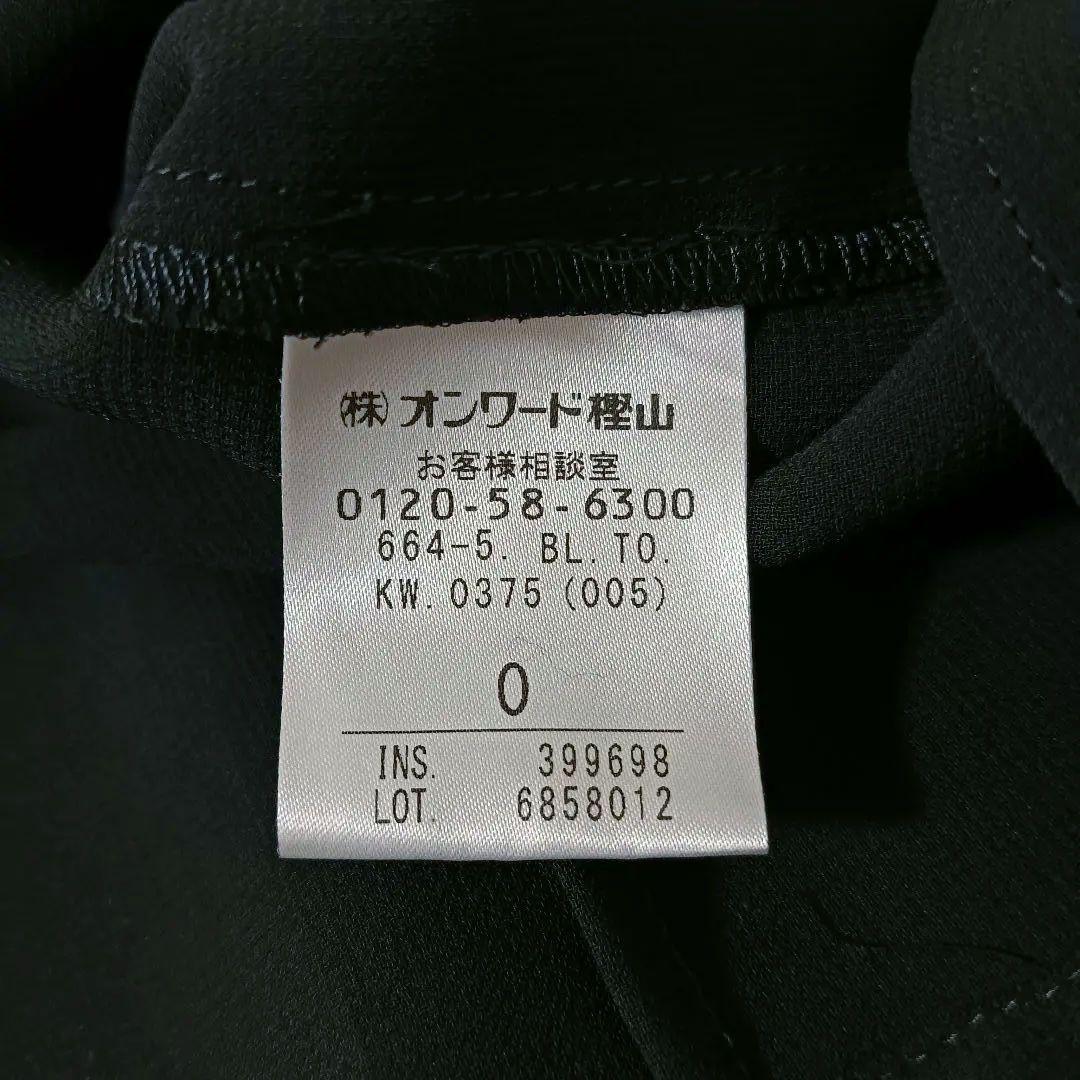 (株)オンワード樫山
お客様相談室
0120-58-6300
664-5. BL.TO.
KW.0375(005)
0
INS. 399698
LOT. 6858012